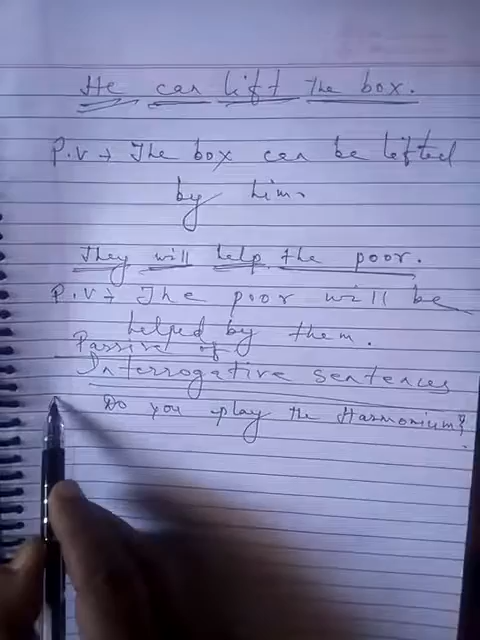 He can lift the box.
P.V → The box can be lifted
by him.
They will help the poor.
P.V → The poor will be
helped by them.
Passive of
Interrogative sentences
Do you play the Harmonium?